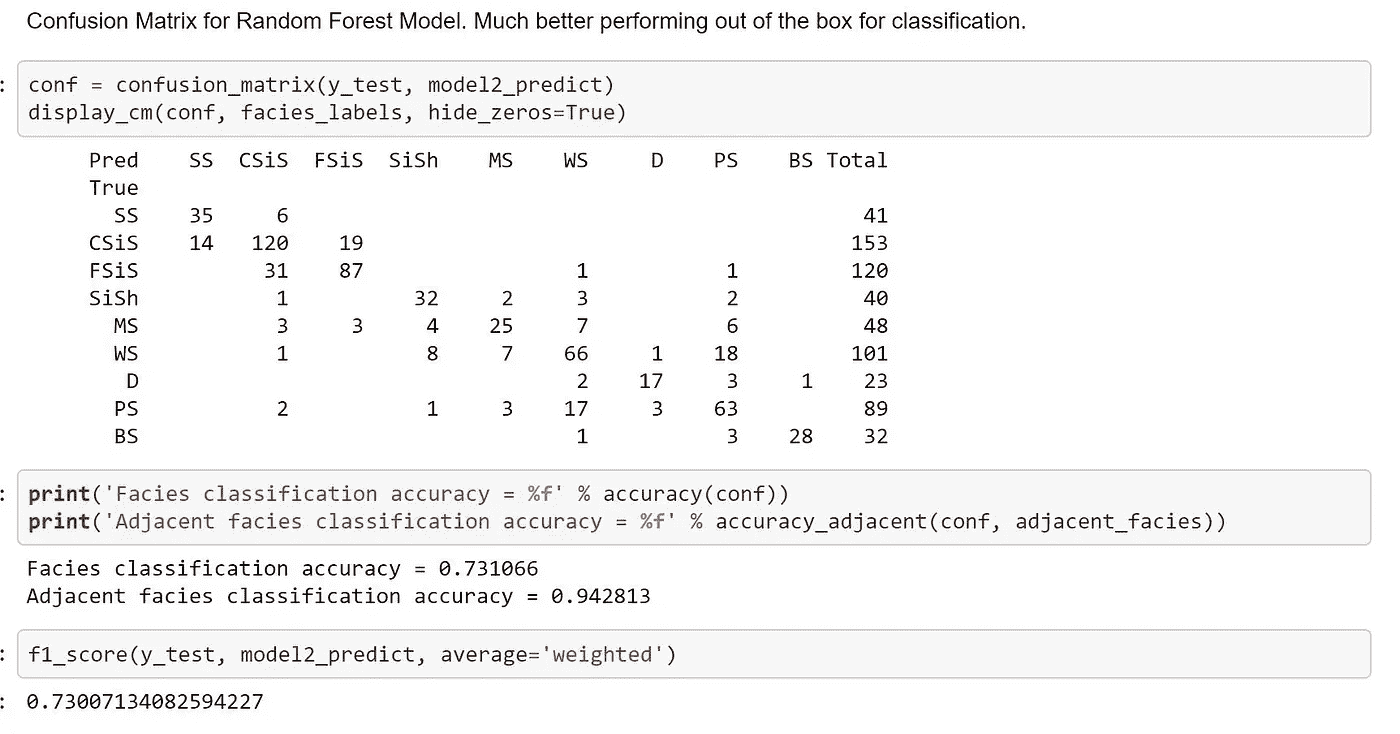 Confusion Matrix for Random Forest Model. Much better performing out of the box for classification.
: conf = confusion_matrix(y_test, model2_predict)
display_cm(conf, facies_labels, hide_zeros=True)
Pred SS CSiS FSiS SiSh MS WS D PS BS Total
True
SS 35 6 41
CSiS 14 120 19 153
FSiS 31 87 1 1 120
SiSh 1 32 2 3 2 40
MS 3 3 4 25 7 6 48
WS 1 8 7 66 1 18 101
D 2 17 3 1 23
PS 2 1 3 17 3 63 89
BS 1 3 28 32
: print('Facies classification accuracy = %f' % accuracy(conf))
print('Adjacent facies classification accuracy = %f' % accuracy_adjacent(conf, adjacent_facies))
Facies classification accuracy = 0.731066
Adjacent facies classification accuracy = 0.942813
: f1_score(y_test, model2_predict, average='weighted')
: 0.73007134082594227